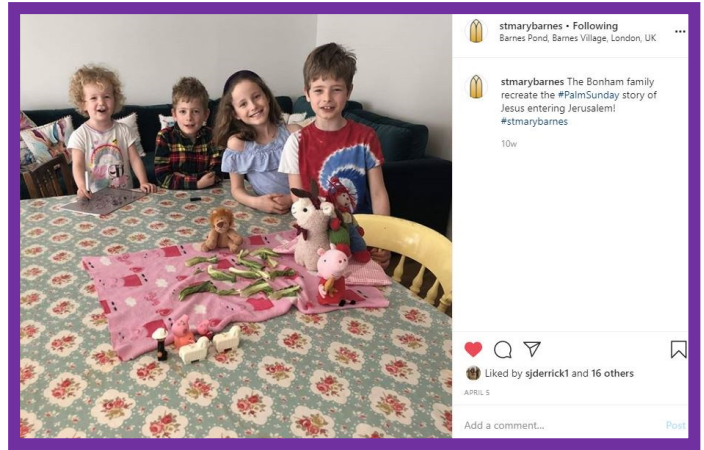 stmarybarnes • Following
Barnes Pond, Barnes Village, London, UK
stmarybarnes The Bonham family
recreate the #PalmSunday story of
Jesus entering Jerusalem!
#stmarybarnes
10w
Liked by sjderrick1 and 16 others
APRIL 5
Add a comment...
Post